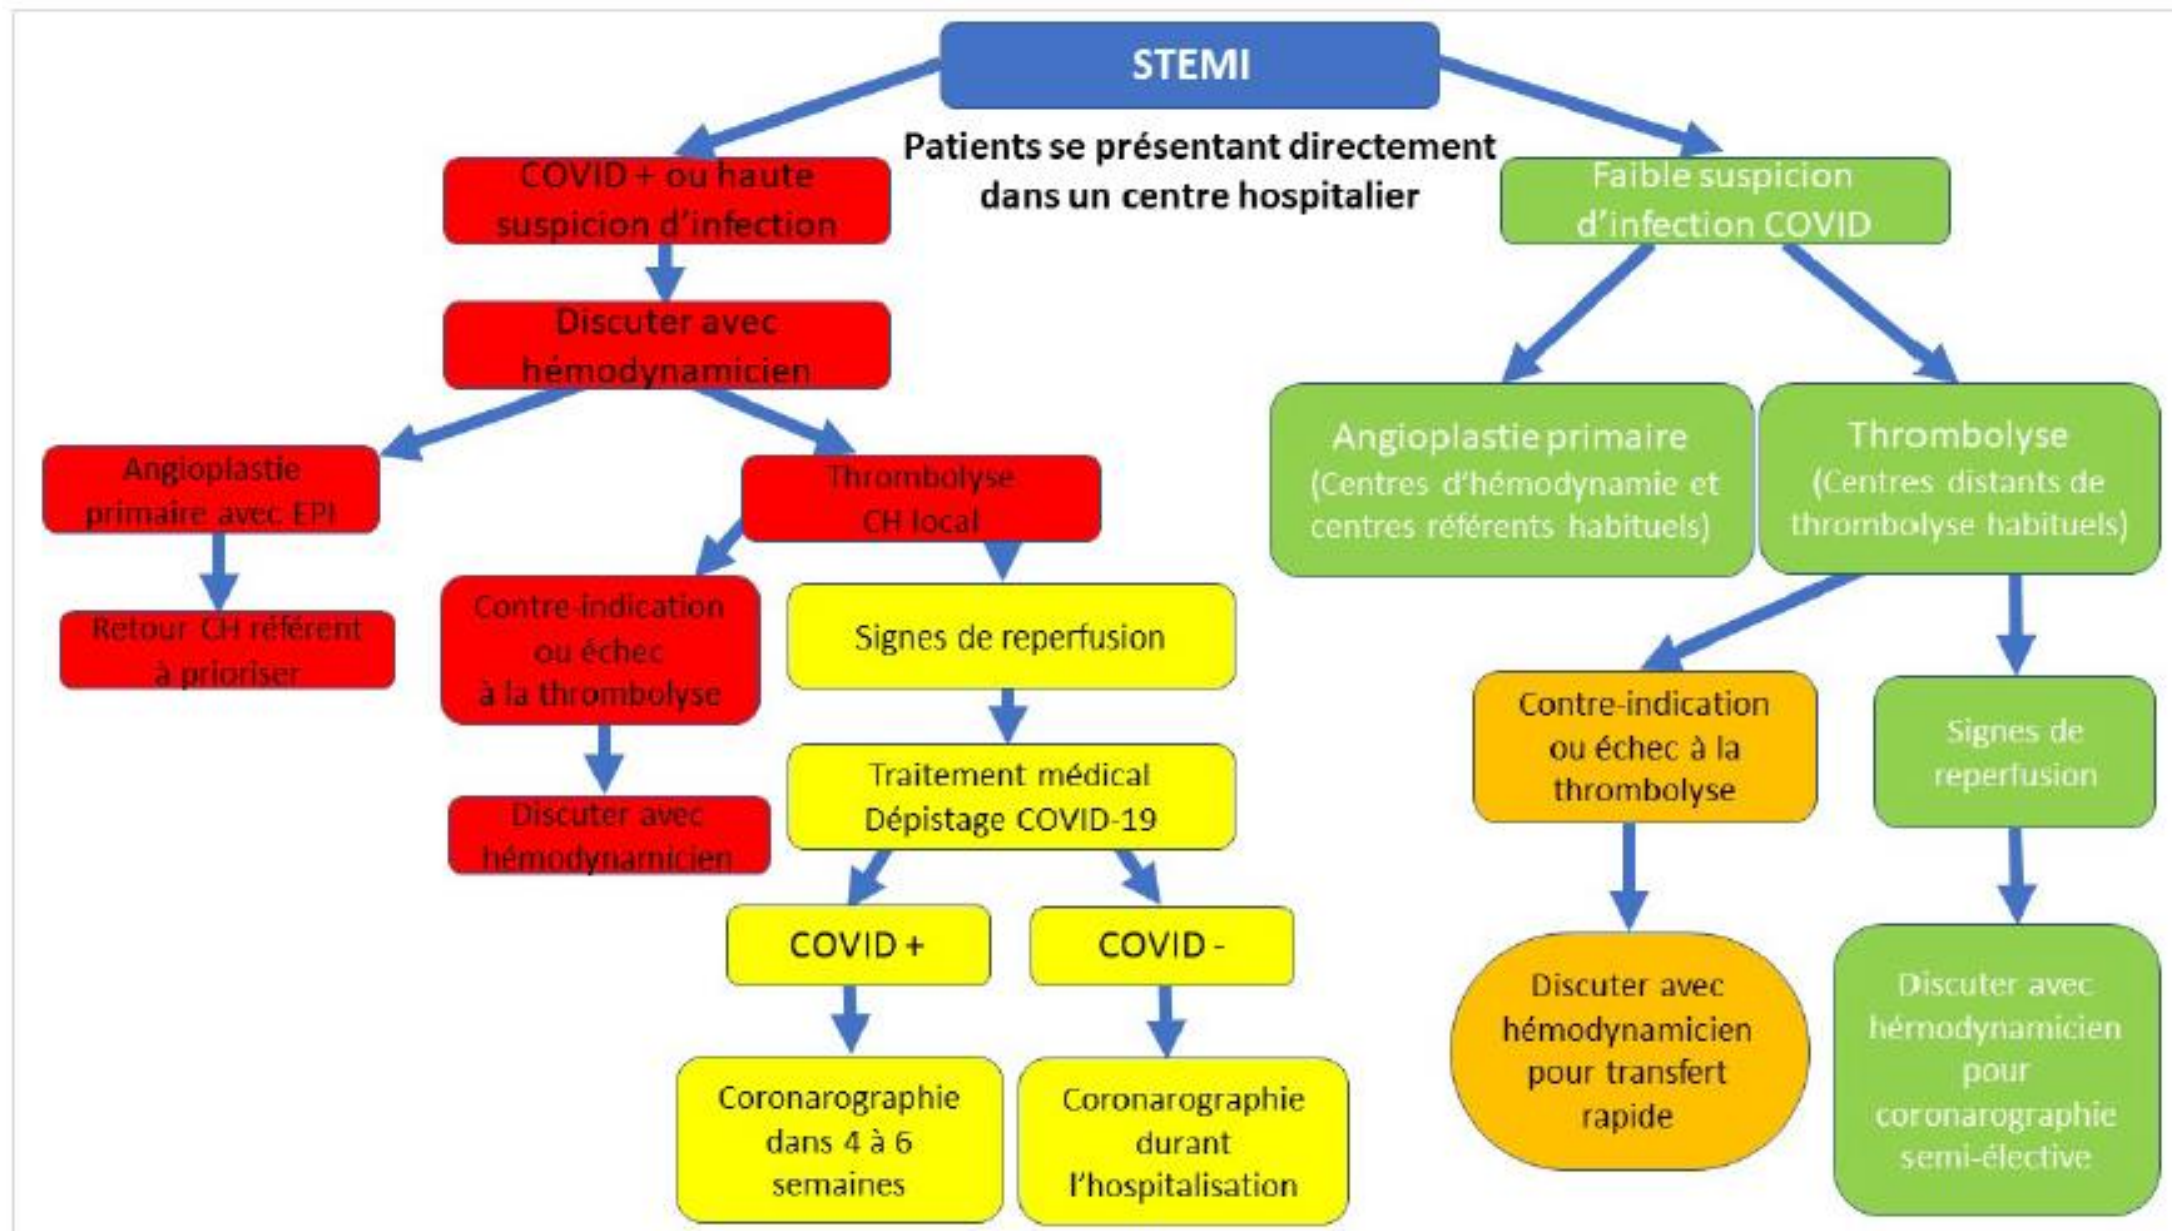 STEMI
Patients se présentant directement
dans un centre hospitalier
COVID + ou haute
suspicion d'infection
Faible suspicion
d'infection COVID
Discuter avec
hémodynamicien
Angioplastie
primaire avec EPI
Thrombolyse
CH local
Angioplastie primaire
(Centres d'hémodynamie et
centres référents habituels)
Thrombolyse
(Centres distants de
thrombolyse habituels)
Retour CH référent
à prioriser
Contre-indication
ou échec
à la thrombolyse
Signes de reperfusion
Contre-indication
ou échec à la
thrombolyse
Signes de
reperfusion
Discuter avec
hémodynamicien
Traitement médical
Dépistage COVID-19
COVID +
COVID -
Coronarographie
dans 4 à 6
semaines
Coronarographie
durant
l'hospitalisation
Discuter avec
hémodynamicien
pour transfert
rapide
Discuter avec
hémodynamicien
pour
coronarographie
semi-élective